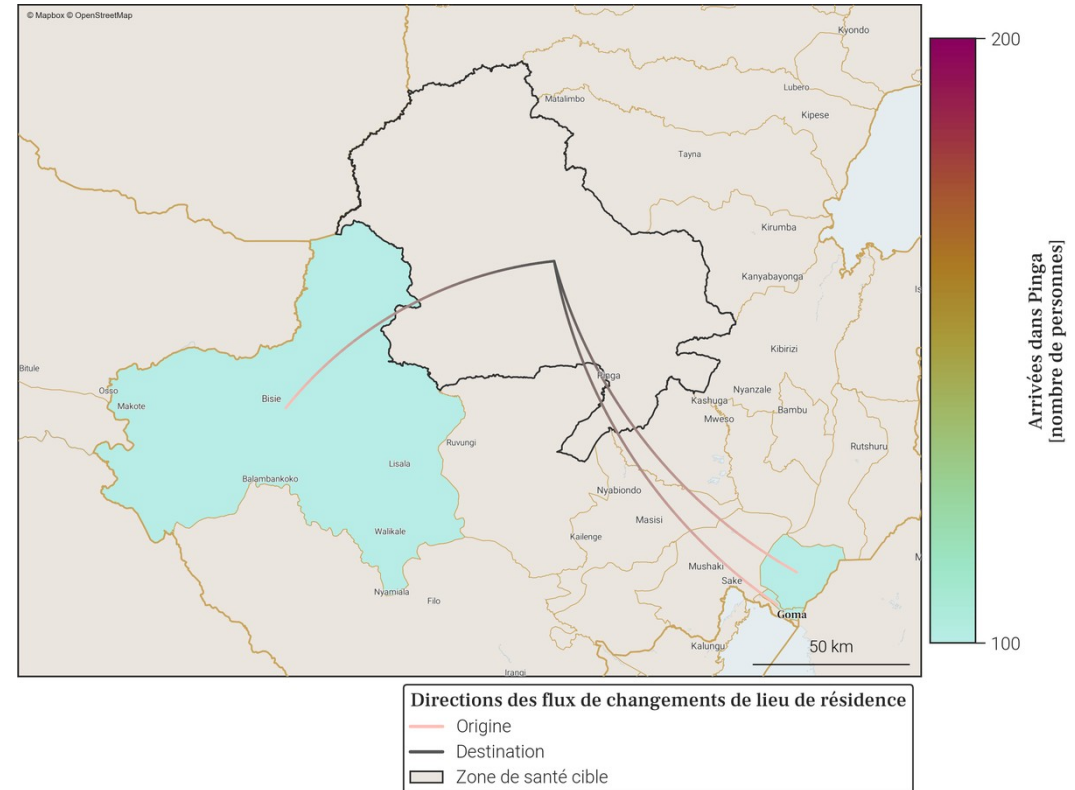 © Mapbox © OpenStreetMap
Kyondo
200
Matalimbo
Lubero
Kipese
Tayna
Kirumba
Kanyabayonga
Arrivées dans Pinga
[nombre de personnes]
Kibirizi
Bitule
Pinga
Osso
Makote
Bisie
Nyanzale
Kashuga
Bambu
Mweso
Ruvungi
Rutshuru
Lisala
Balambankoko
Nyabiondo
Masisi
Walikale
Kailenge
Mushaki
Sake
Nyamiala
Filo
Goma
Kalungu
50 km
100
Irangi
Directions des flux de changements de lieu de résidence
Origine
Destination
Zone de santé cible